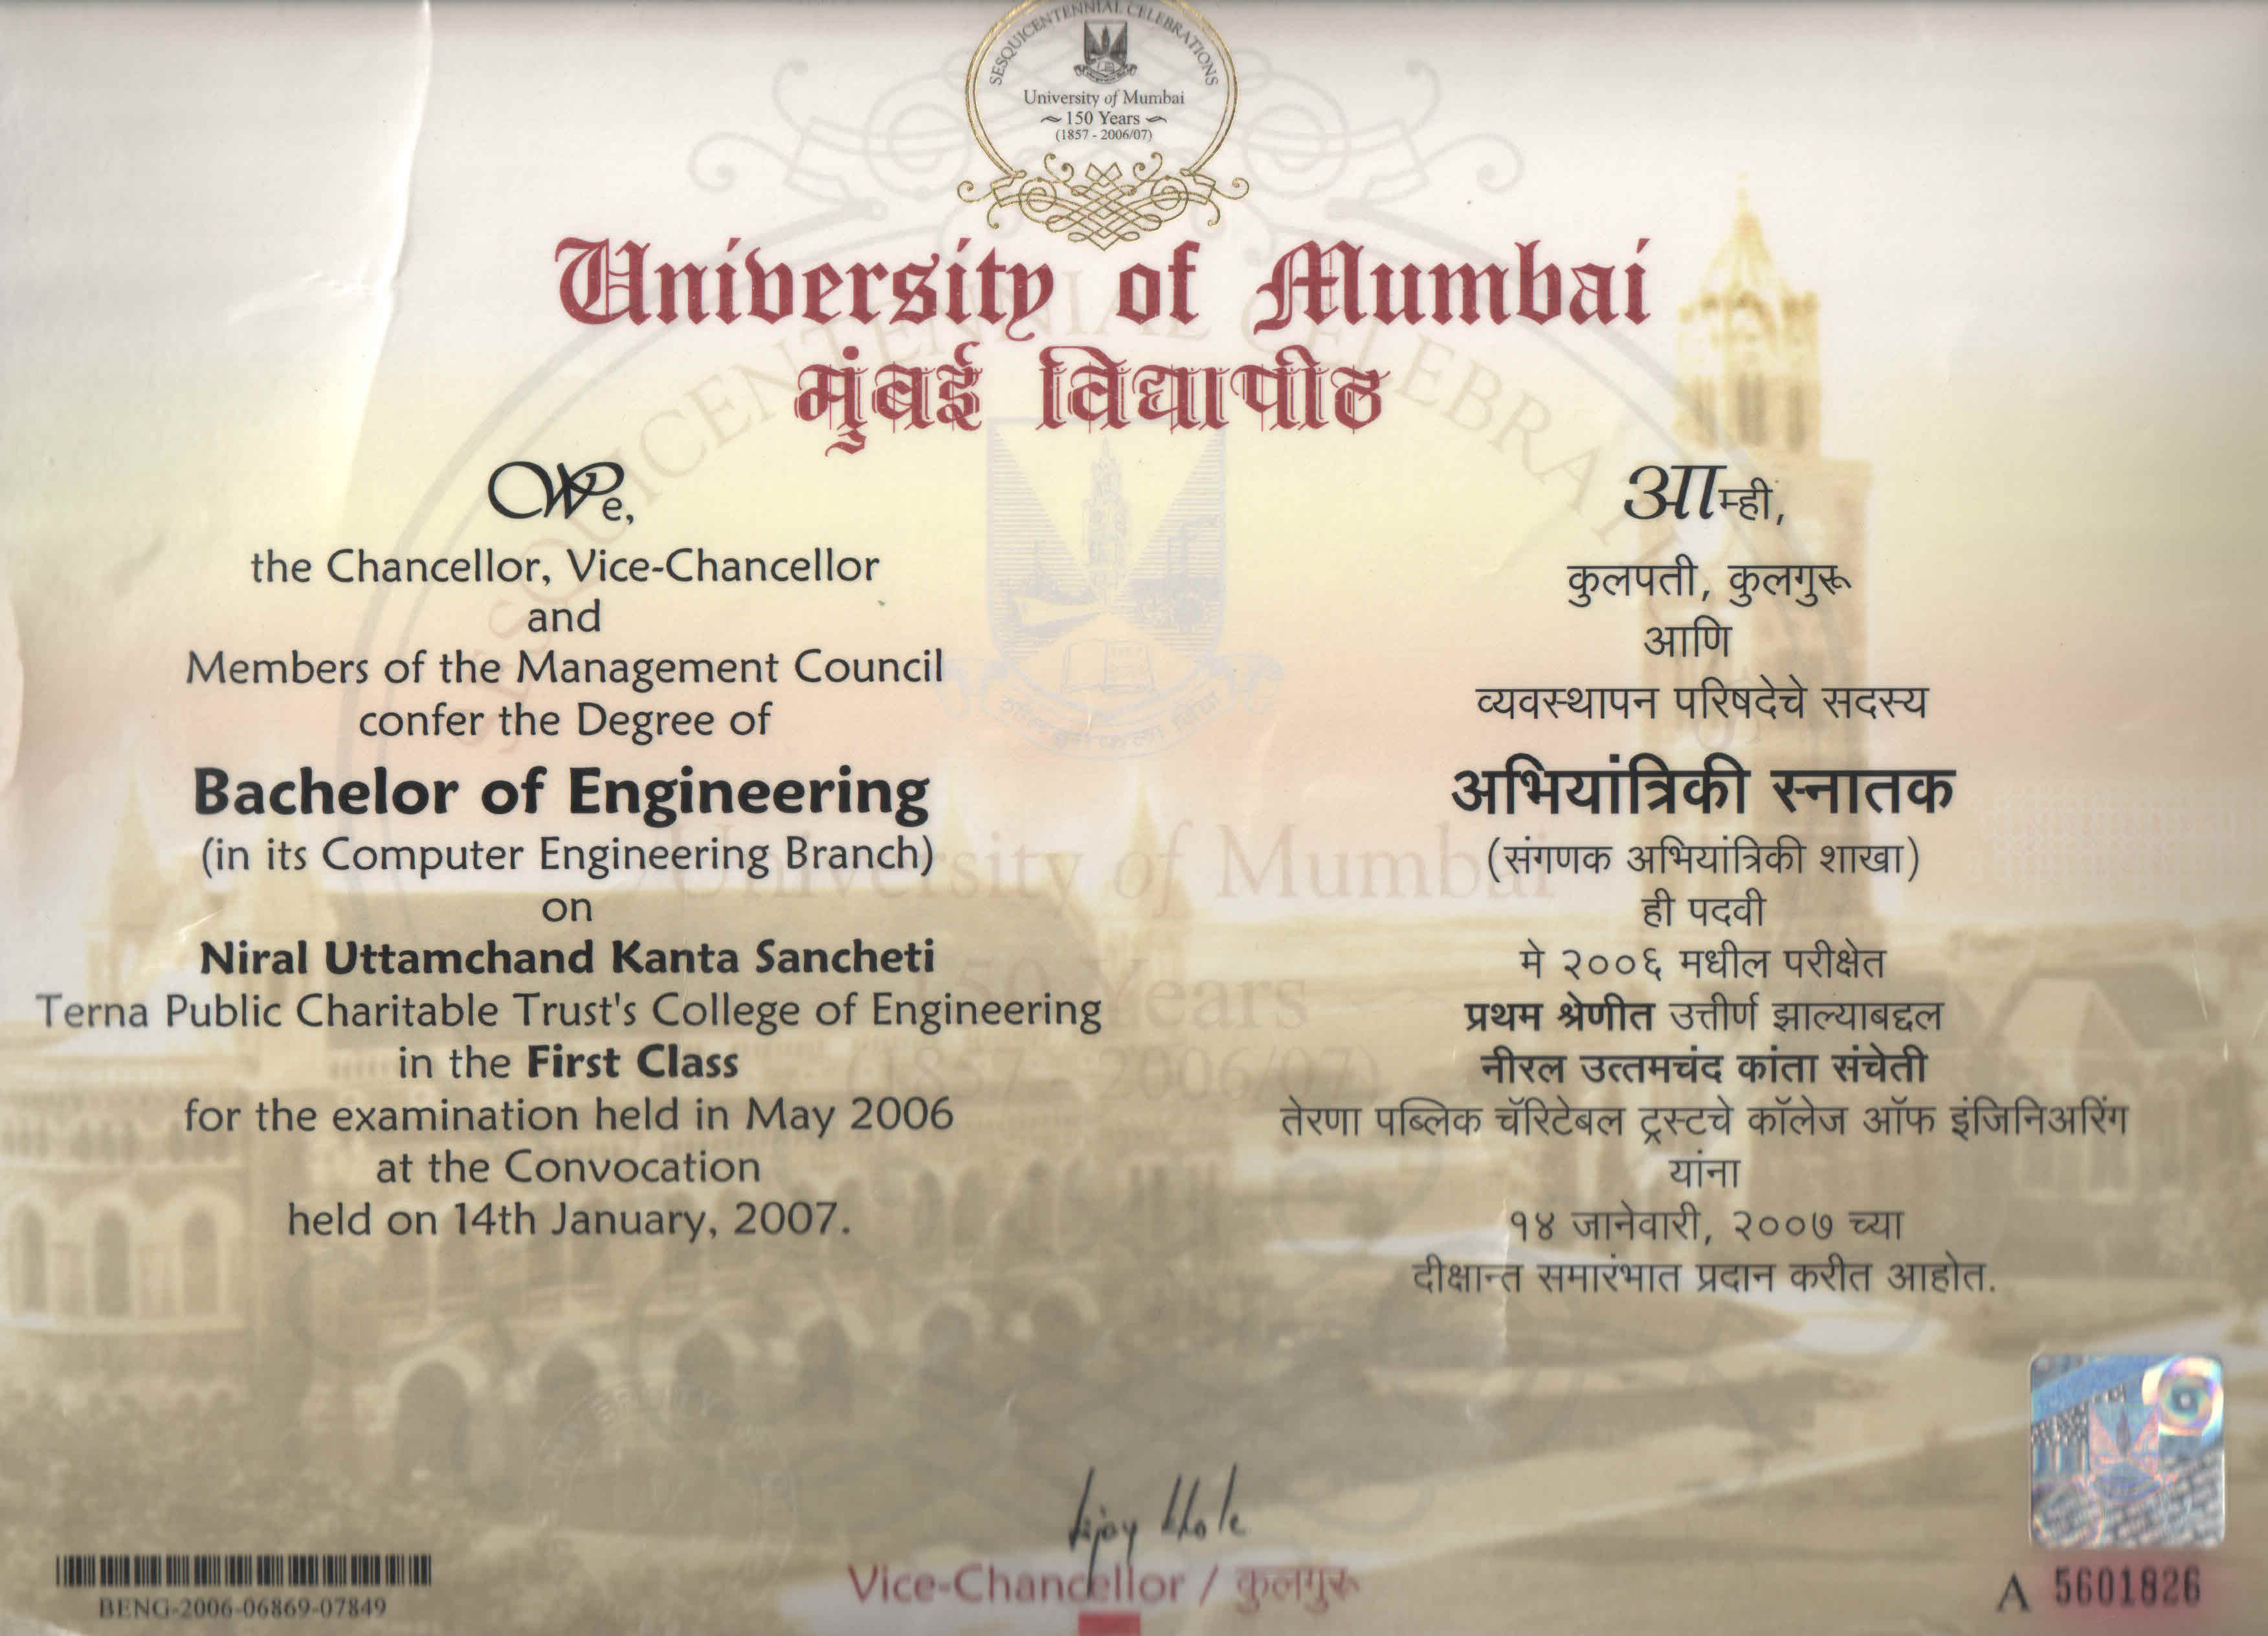 SESQUICENTENNIAL CELEBRATIONS
University of Mumbai
150 Years
(1857 - 2006/07)
University of Mumbai
मुंबई विद्यापीठ
We,
the Chancellor, Vice-Chancellor
and
Members of the Management Council
confer the Degree of
Bachelor of Engineering
(in its Computer Engineering Branch)
on
Niral Uttamchand Kanta Sancheti
Terna Public Charitable Trust's College of Engineering
in the First Class
for the examination held in May 2006
at the Convocation
held on 14th January, 2007.
आम्ही,
कुलपती, कुलगुरू
आणि
व्यवस्थापन परिषदेचे सदस्य
अभियांत्रिकी स्नातक
(संगणक अभियांत्रिकी शाखा)
ही पदवी
मे २००६ मधील परीक्षेत
प्रथम श्रेणीत उत्तीर्ण झाल्याबद्दल
नीरल उत्तमचंद कांता संचेती
तेरणा पब्लिक चॅरिटेबल ट्रस्टचे कॉलेज ऑफ इंजिनिअरिंग
यांना
१४ जानेवारी, २००७ च्या
दीक्षान्त समारंभात प्रदान करीत आहोत.
SESQUICENTENNIAL CELEBRA
University of Mumbai
150 Years
(1857 - 2006/07)
Vice-Chancellor / कुलगुरू
BENG-2006-06869-07849
A 5601826